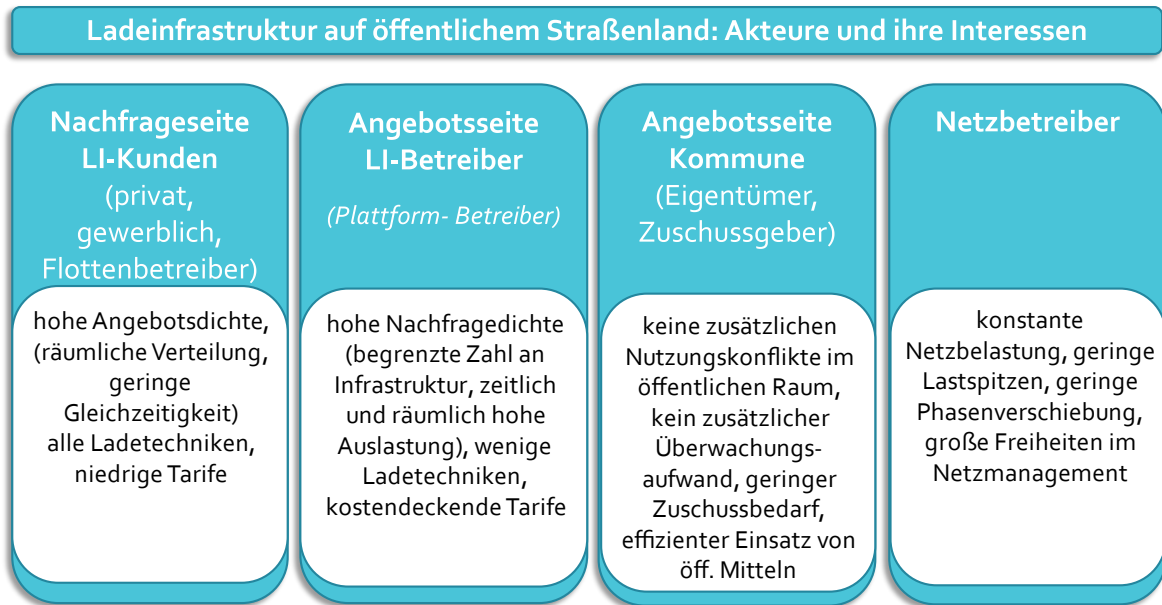 Ladeinfrastruktur auf öffentlichem Straßenland: Akteure und ihre Interessen
Nachfrageseite
LI-Kunden
(privat,
gewerblich,
Flottenbetreiber)
hohe Angebotsdichte,
(räumliche Verteilung,
geringe
Gleichzeitigkeit)
alle Ladetechniken,
niedrige Tarife
Angebotsseite
LI-Betreiber
(Plattform- Betreiber)
hohe Nachfragedichte
(begrenzte Zahl an
Infrastruktur, zeitlich
und räumlich hohe
Auslastung), wenige
Ladetechniken,
kostendeckende Tarife
Angebotsseite
Kommune
(Eigentümer,
Zuschussgeber)
keine zusätzlichen
Nutzungskonflikte im
öffentlichen Raum,
kein zusätzlicher
Überwachungs-
aufwand, geringer
Zuschussbedarf,
effizienter Einsatz von
öff. Mitteln
Netzbetreiber
konstante
Netzbelastung, geringe
Lastspitzen, geringe
Phasenverschiebung,
große Freiheiten im
Netzmanagement